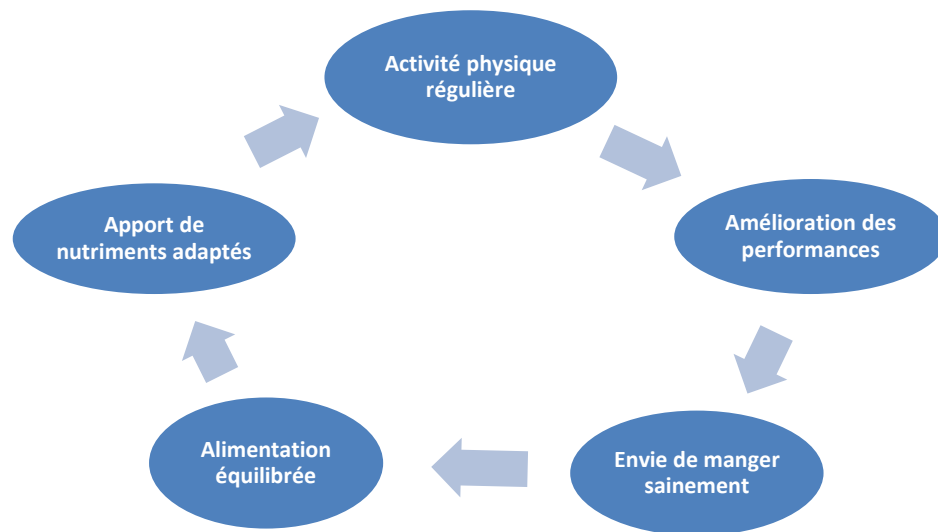 Activité physique
régulière
Amélioration des
performances
Envie de manger
sainement
Alimentation
équilibrée
Apport de
nutriments adaptés